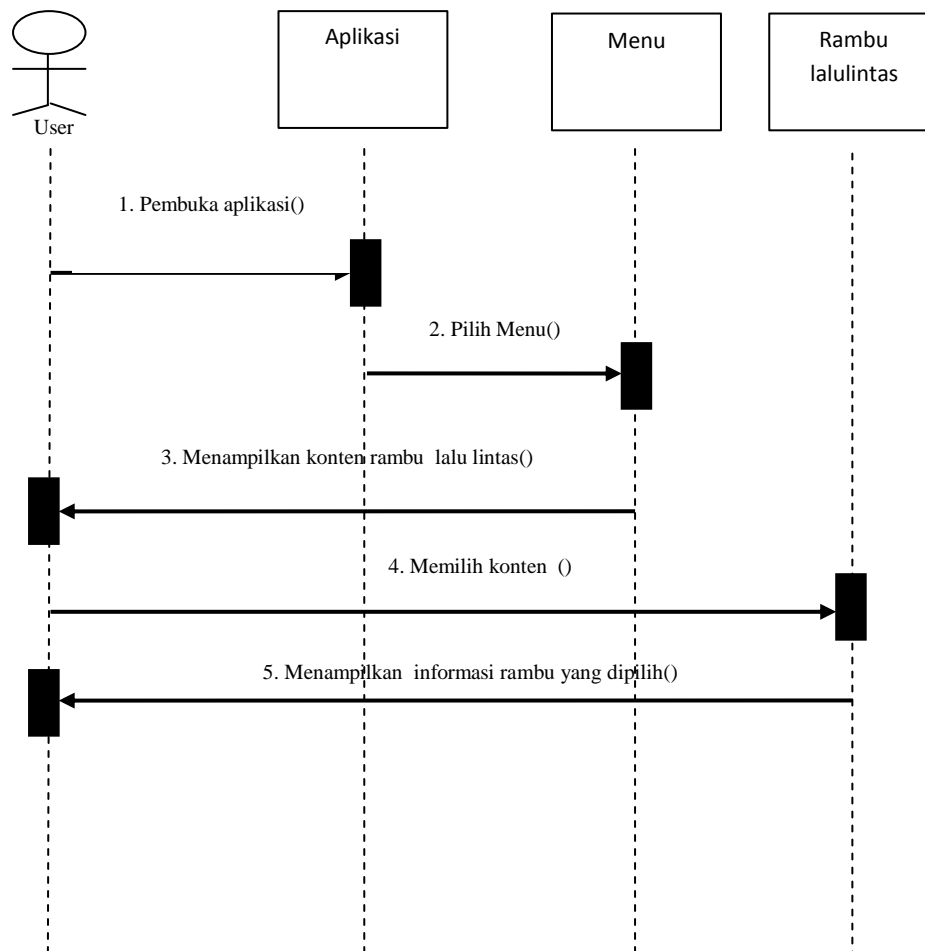 Aplikasi
Menu
Rambu
lalulintas
User
1. Pembuka aplikasi()
2. Pilih Menu()
3. Menampilkan konten rambu  lalu lintas()
4. Memilih konten  ()
5. Menampilkan  informasi rambu yang dipilih()